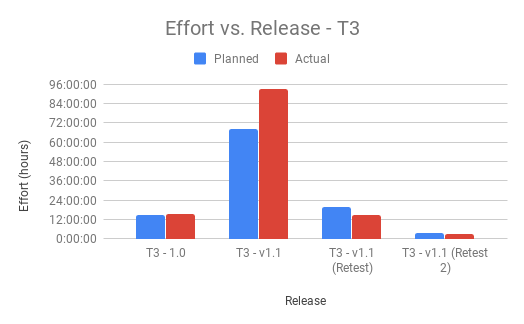 Effort vs. Release - T3
Planned Actual
96:00:00
84:00:00
72:00:00
60:00:00
48:00:00
36:00:00
24:00:00
12:00:00
0:00:00
Effort (hours)
T3 - 1.0 T3 - v1.1 T3 - v1.1 T3 - v1.1 (Retest
(Retest) 2)
Release